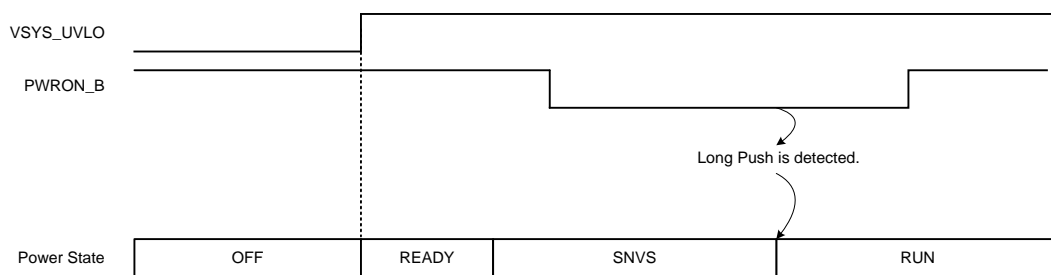 VSYS_UVLO
PWRON_B
Long Push is detected.
Power State OFF READY SNVS RUN